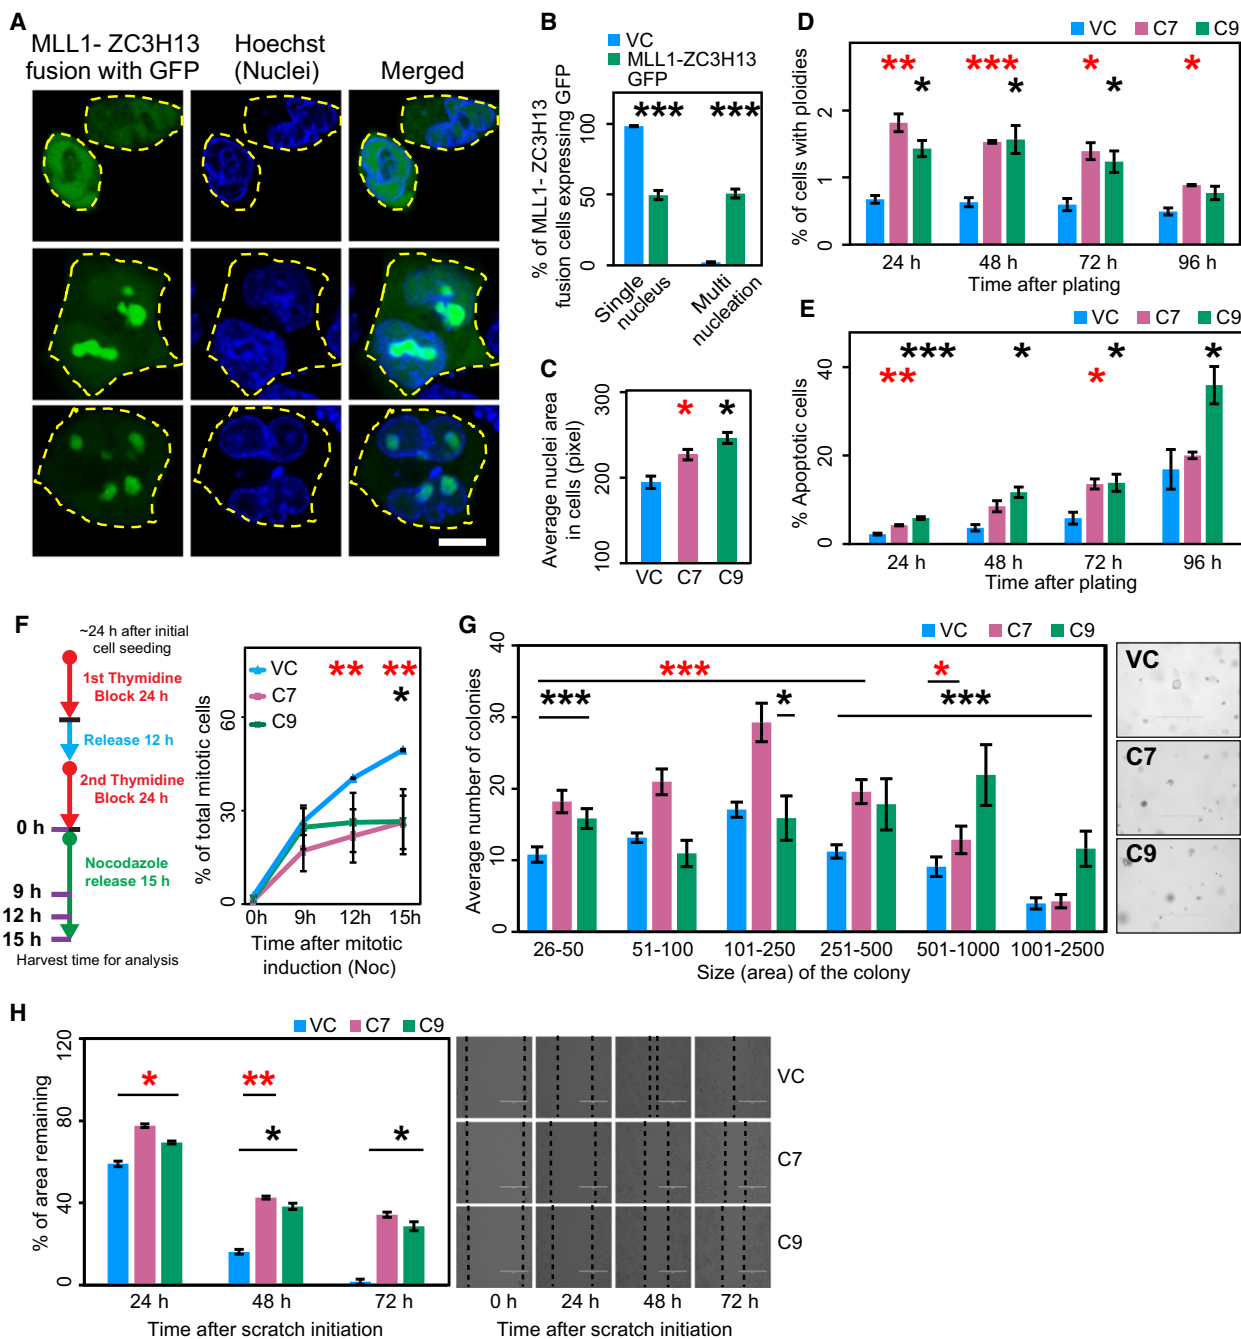 A
MLL1- ZC3H13
fusion with GFP
Hoechst
(Nuclei)
Merged
B
VC
MLL1-ZC3H13
GFP
% of MLL1- ZC3H13
fusion cells expressing GFP
100
50
0
*** ***
Single
nucleus
Multi
nucleation
C
Average nuclei area
in cells (pixel)
300
200
100
* *
VC C7 C9
D
VC C7 C9
% of cells with ploidies
2
1
0
** *** * *
* * *
24 h 48 h 72 h 96 h
Time after plating
E
VC C7 C9
% Apoptotic cells
40
20
0
*** * * *
** *
24 h 48 h 72 h 96 h
Time after plating
F
~24 h after initial
cell seeding
1st Thymidine
Block 24 h
Release 12 h
2nd Thymidine
Block 24 h
0 h
Nocodazole
release 15 h
9 h
12 h
15 h
Harvest time for analysis
VC
C7
C9
** **
*
% of total mitotic cells
60
30
0
0h 9h 12h 15h
Time after mitotic
induction (Noc)
G
VC C7 C9
Average number of colonies
40
30
20
10
0
*** *
*** * ***
26-50 51-100 101-250 251-500 501-1000 1001-2500
Size (area) of the colony
VC
C7
C9
H
VC C7 C9
% of area remaining
120
80
40
0
* **
* *
24 h 48 h 72 h
Time after scratch initiation
VC
C7
C9
0 h 24 h 48 h 72 h
Time after scratch initiation